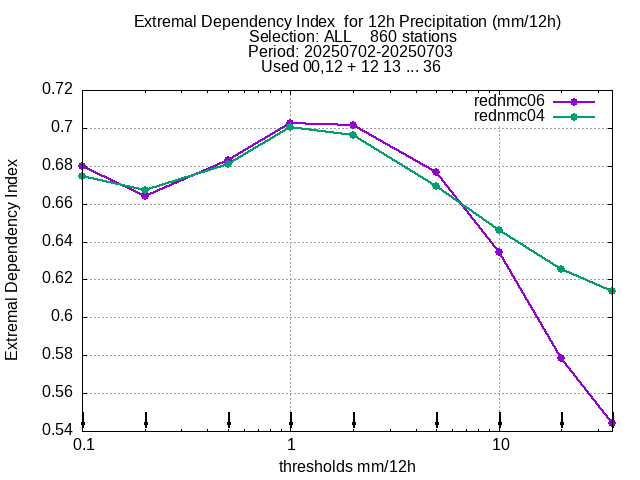 Extremal Dependency Index  for 12h Precipitation (mm/12h)
Selection: ALL    860 stations
Period: 20250702-20250703
Used 00,12 + 12 13 ... 36
rednmc06
rednmc04
0.72
0.7
0.68
0.66
0.64
0.62
0.6
0.58
0.56
0.54
Extremal Dependency Index
0.1
1
10
thresholds mm/12h